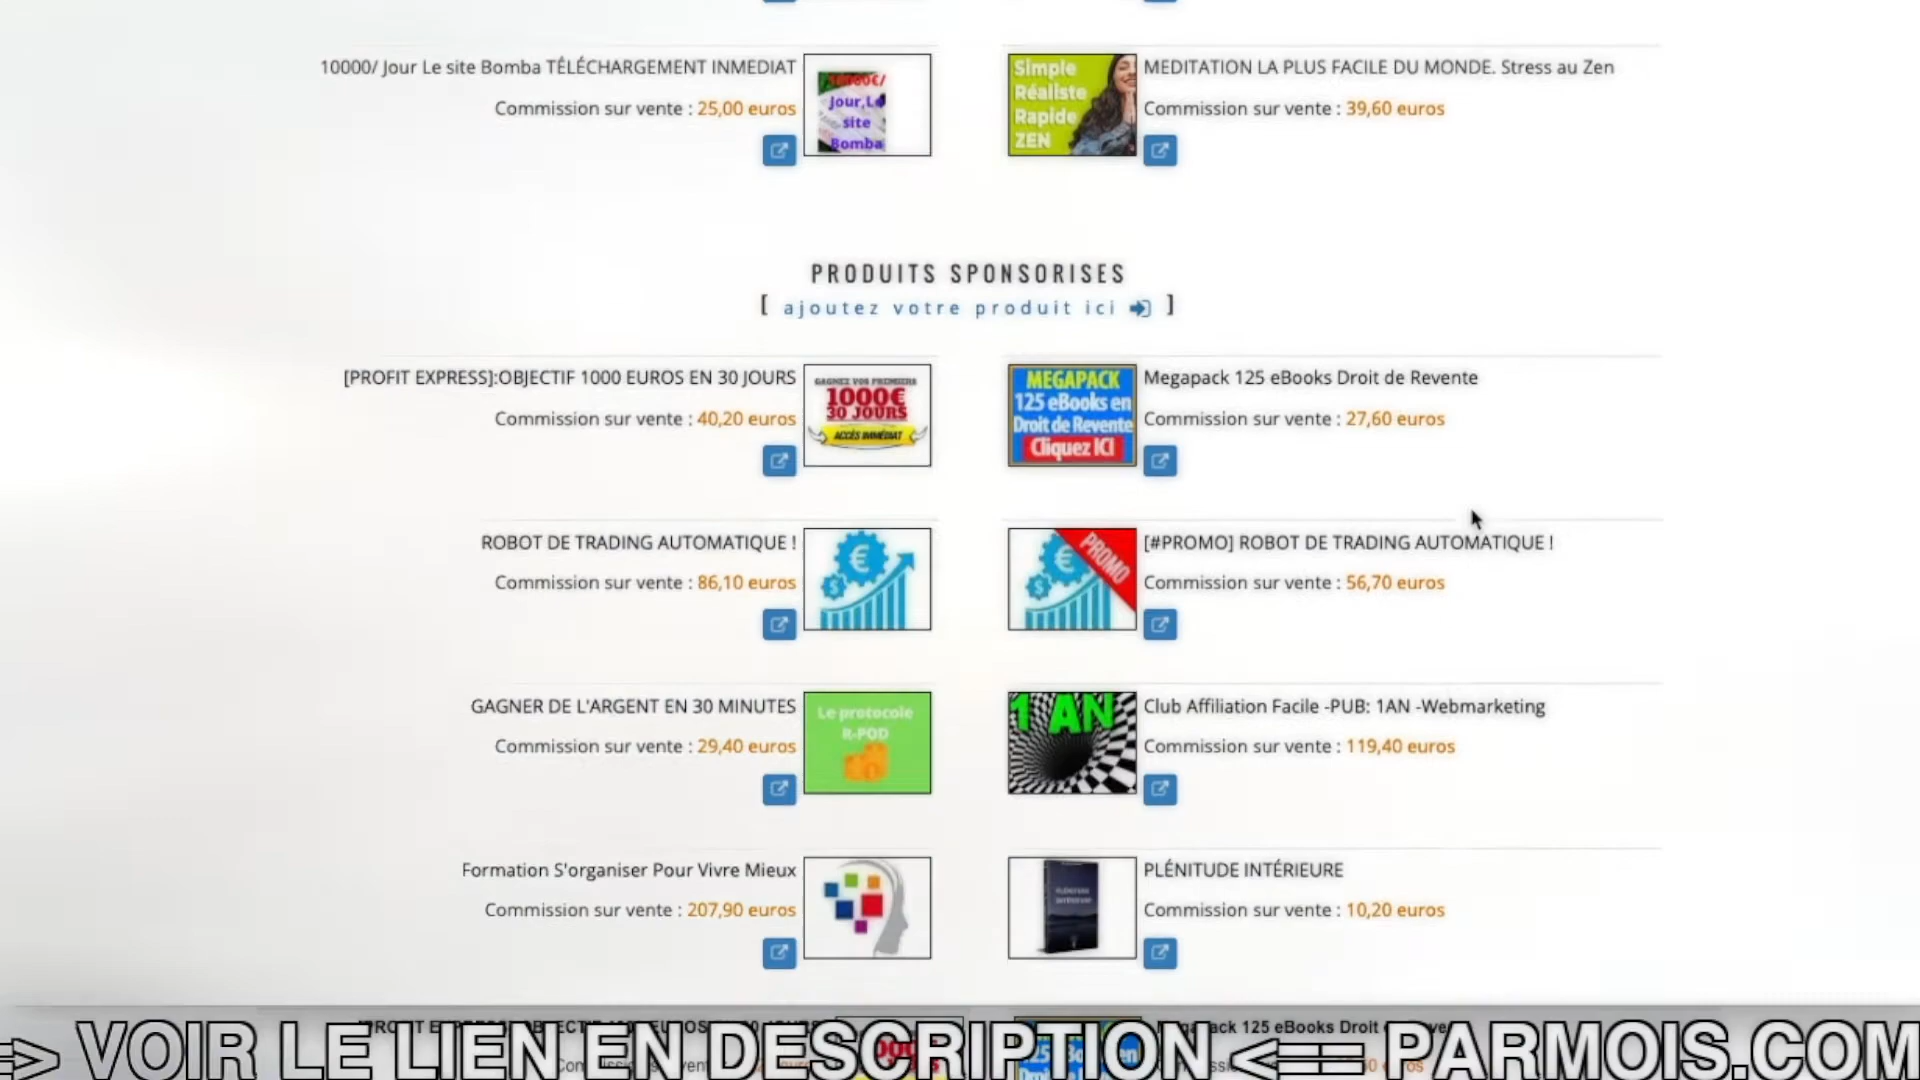 10000/ Jour Le site Bomba TÊLÉCHARGEMENT INMEDIAT
Commission sur vente : 25,00 euros
Jour,Le
site
Bomba
Simple
Réaliste
Rapide
ZEN
MEDITATION LA PLUS FACILE DU MONDE. Stress au Zen
Commission sur vente : 39,60 euros
PRODUITS SPONSORISES
[ ajoutez votre produit ici ]
[PROFIT EXPRESS]:OBJECTIF 1000 EUROS EN 30 JOURS
Commission sur vente : 40,20 euros
GAGNEZ VOS PREMIERS
1000€
30 JOURS
ACCÈS IMMÉDIAT
MEGAPACK
125 eBooks en
Droit de Revente
Cliquez ICI
Megapack 125 eBooks Droit de Revente
Commission sur vente : 27,60 euros
ROBOT DE TRADING AUTOMATIQUE !
Commission sur vente : 86,10 euros
PROMO
[#PROMO] ROBOT DE TRADING AUTOMATIQUE !
Commission sur vente : 56,70 euros
GAGNER DE L'ARGENT EN 30 MINUTES
Commission sur vente : 29,40 euros
Le protocole
R-POD
1 AN
Club Affiliation Facile -PUB: 1AN -Webmarketing
Commission sur vente : 119,40 euros
Formation S'organiser Pour Vivre Mieux
Commission sur vente : 207,90 euros
PLÉNITUDE INTÉRIEURE
Commission sur vente : 10,20 euros
=> VOIR LE LIEN EN DESCRIPTION <== PARMOIS.COM